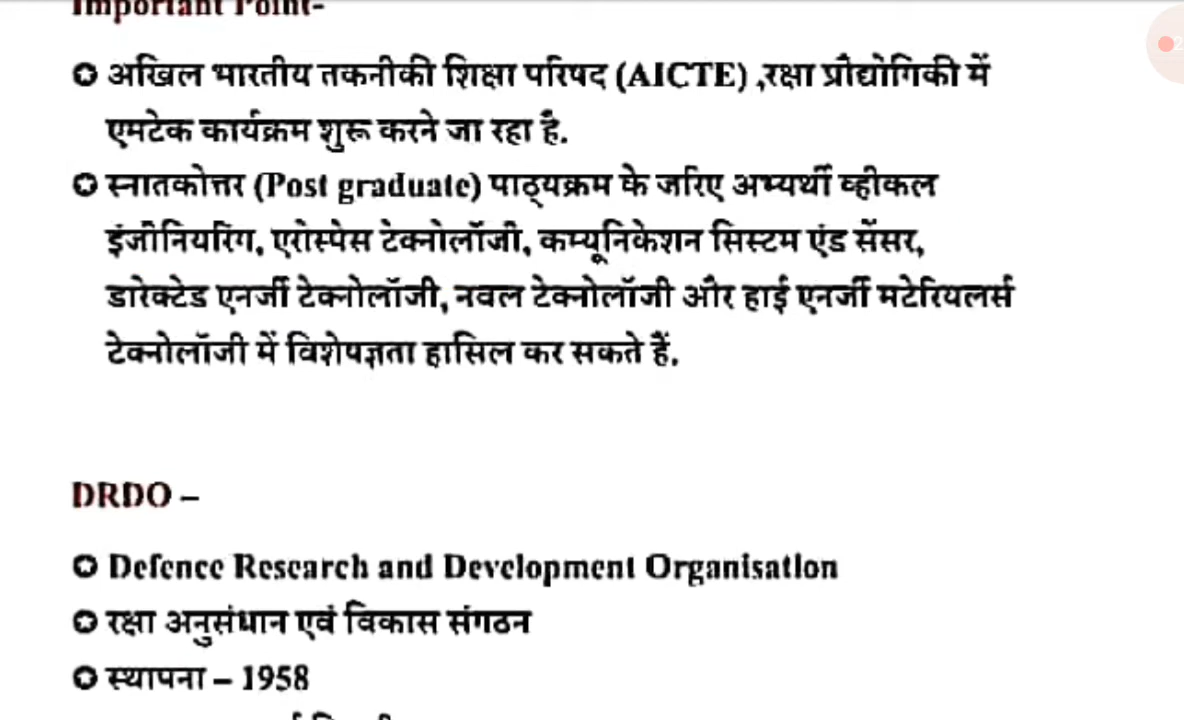 Important Point-
✪ अखिल भारतीय तकनीकी शिक्षा परिषद (AICTE) ,रक्षा प्रौद्योगिकी में
एमटेक कार्यक्रम शुरू करने जा रहा है.
✪ स्नातकोत्तर (Post graduate) पाठ्यक्रम के जरिए अभ्यर्थी व्हीकल
इंजीनियरिंग, एरोस्पेस टेक्नोलॉजी, कम्यूनिकेशन सिस्टम एंड सेंसर,
डारेक्टेड एनर्जी टेक्नोलॉजी, नवल टेक्नोलॉजी और हाई एनर्जी मटेरियलर्स
टेक्नोलॉजी में विशेषज्ञता हासिल कर सकते हैं.
DRDO –
✪ Defence Research and Development Organisation
✪ रक्षा अनुसंधान एवं विकास संगठन
✪ स्थापना – 1958